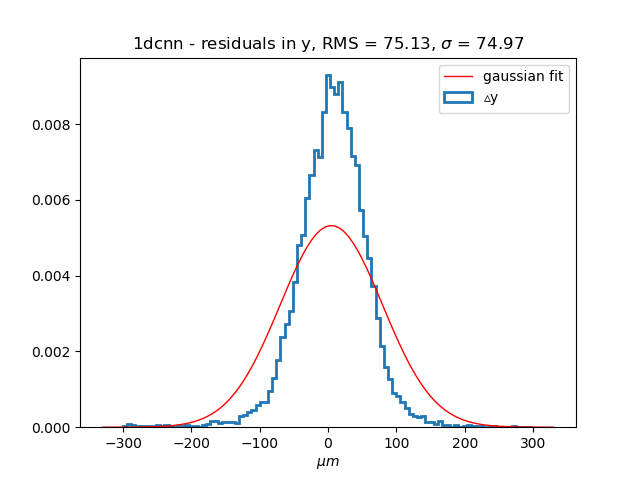 1dcnn - residuals in y, RMS = 75.13, σ = 74.97
gaussian fit
▵y
0.008
0.006
0.004
0.002
0.000
−300 −200 −100 0 100 200 300
μm